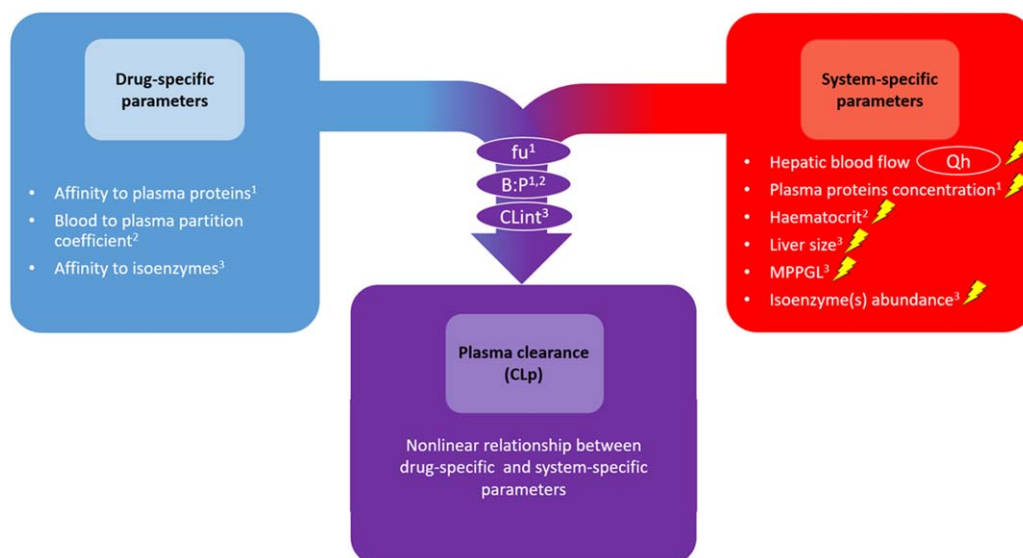 Drug-specific
parameters
• Affinity to plasma proteins¹
• Blood to plasma partition
coefficient²
• Affinity to isoenzymes³
fu¹
B:P¹,²
CLint³
System-specific
parameters
• Hepatic blood flow Qh
• Plasma proteins concentration¹
• Haematocrit²
• Liver size³
• MPPGL³
• Isoenzyme(s) abundance³
Plasma clearance
(CLp)
Nonlinear relationship between
drug-specific and system-specific
parameters